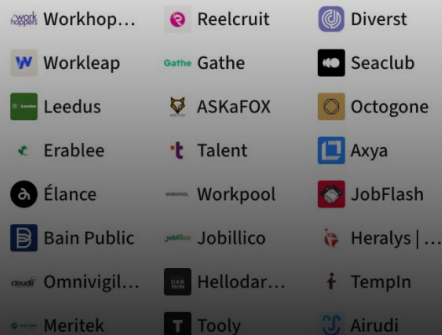 Workhop... Reelcruit Diverst
Workleap Gathe Gathe Seaclub
Leedus ASKaFOX Octogone
Erablee Talent Axya
Élance Workpool JobFlash
Bain Public Jobillico Heralys | ...
Omnivigil... Hellodar... TempIn
Meritek Tooly Airudi